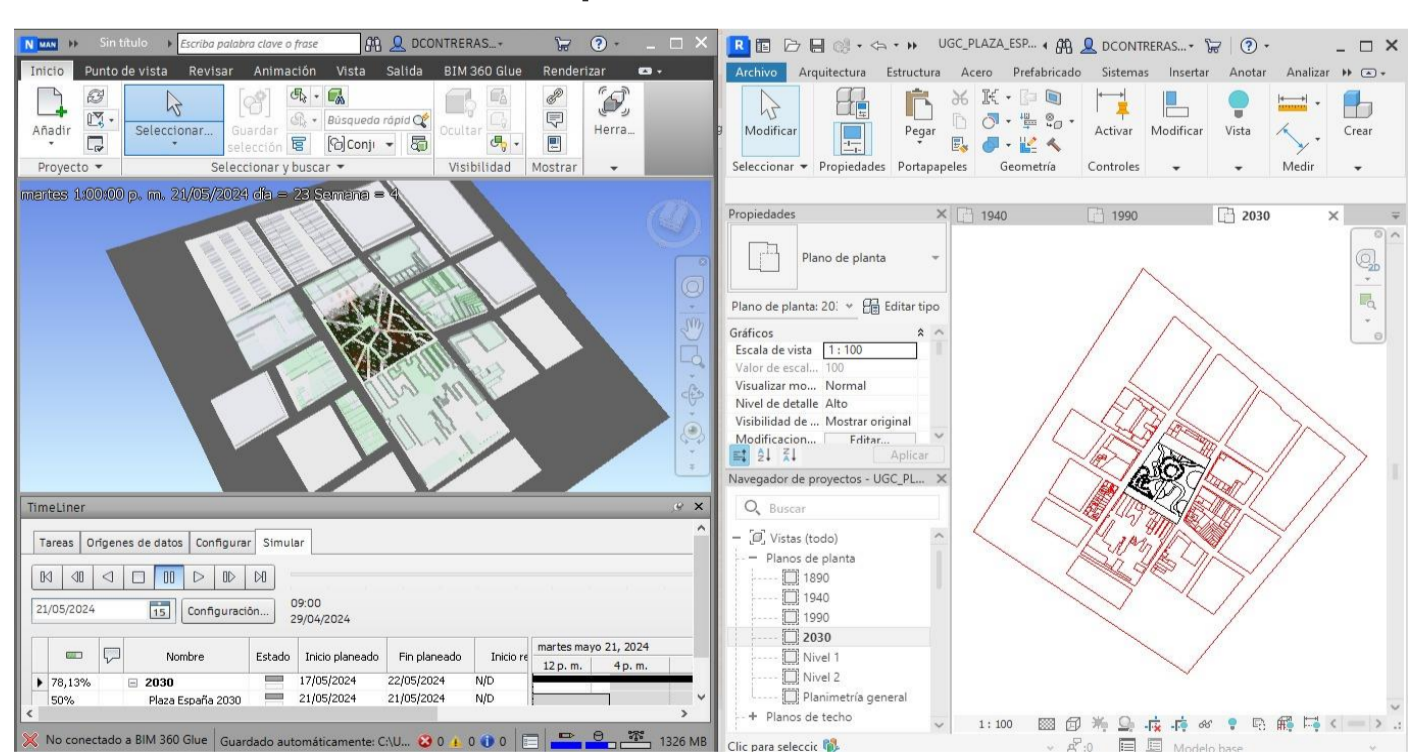 N MAN Sin título Escriba palabra clave o frase DCONTRERAS...
Inicio Punto de vista Revisar Animación Vista Salida BIM 360 Glue Renderizar
Añadir
Seleccionar...
Guardar selección
Búsqueda rápida
Conju
Ocultar
Herra...
Proyecto Seleccionar y buscar Visibilidad Mostrar
martes 1:00:00 p. m. 21/05/2024 día = 23 Semana = 4
TimeLiner
Tareas Orígenes de datos Configurar Simular
21/05/2024 15 Configuración... 09:00
29/04/2024
Nombre Estado Inicio planeado Fin planeado Inicio re
martes mayo 21, 2024
12 p. m. 4 p. m.
78,13% 2030 17/05/2024 22/05/2024 N/D
50% Plaza España 2030 21/05/2024 21/05/2024 N/D
No conectado a BIM 360 Glue Guardado automáticamente: C:\U... 0 0 0 1326 MB
R UGC_PLAZA_ESP... DCONTRERAS...
Archivo Arquitectura Estructura Acero Prefabricado Sistemas Insertar Anotar Analizar
Modificar
Pegar
Activar Modificar Vista
Crear
Seleccionar Propiedades Portapapeles Geometría Controles Medir
Propiedades
1940 1990 2030
Plano de planta
Plano de planta: 20: Editar tipo
Gráficos
Escala de vista 1 : 100
Valor de escal... 100
Visualizar mo... Normal
Nivel de detalle Alto
Visibilidad de ... Mostrar original
Modificacion... Editar...
Aplicar
Navegador de proyectos - UGC_PL...
Buscar
Vistas (todo)
Planos de planta
1890
1940
1990
2030
Nivel 1
Nivel 2
Planimetría general
Planos de techo
2D
1 : 100
Clic para seleccic
:0 Modelo base